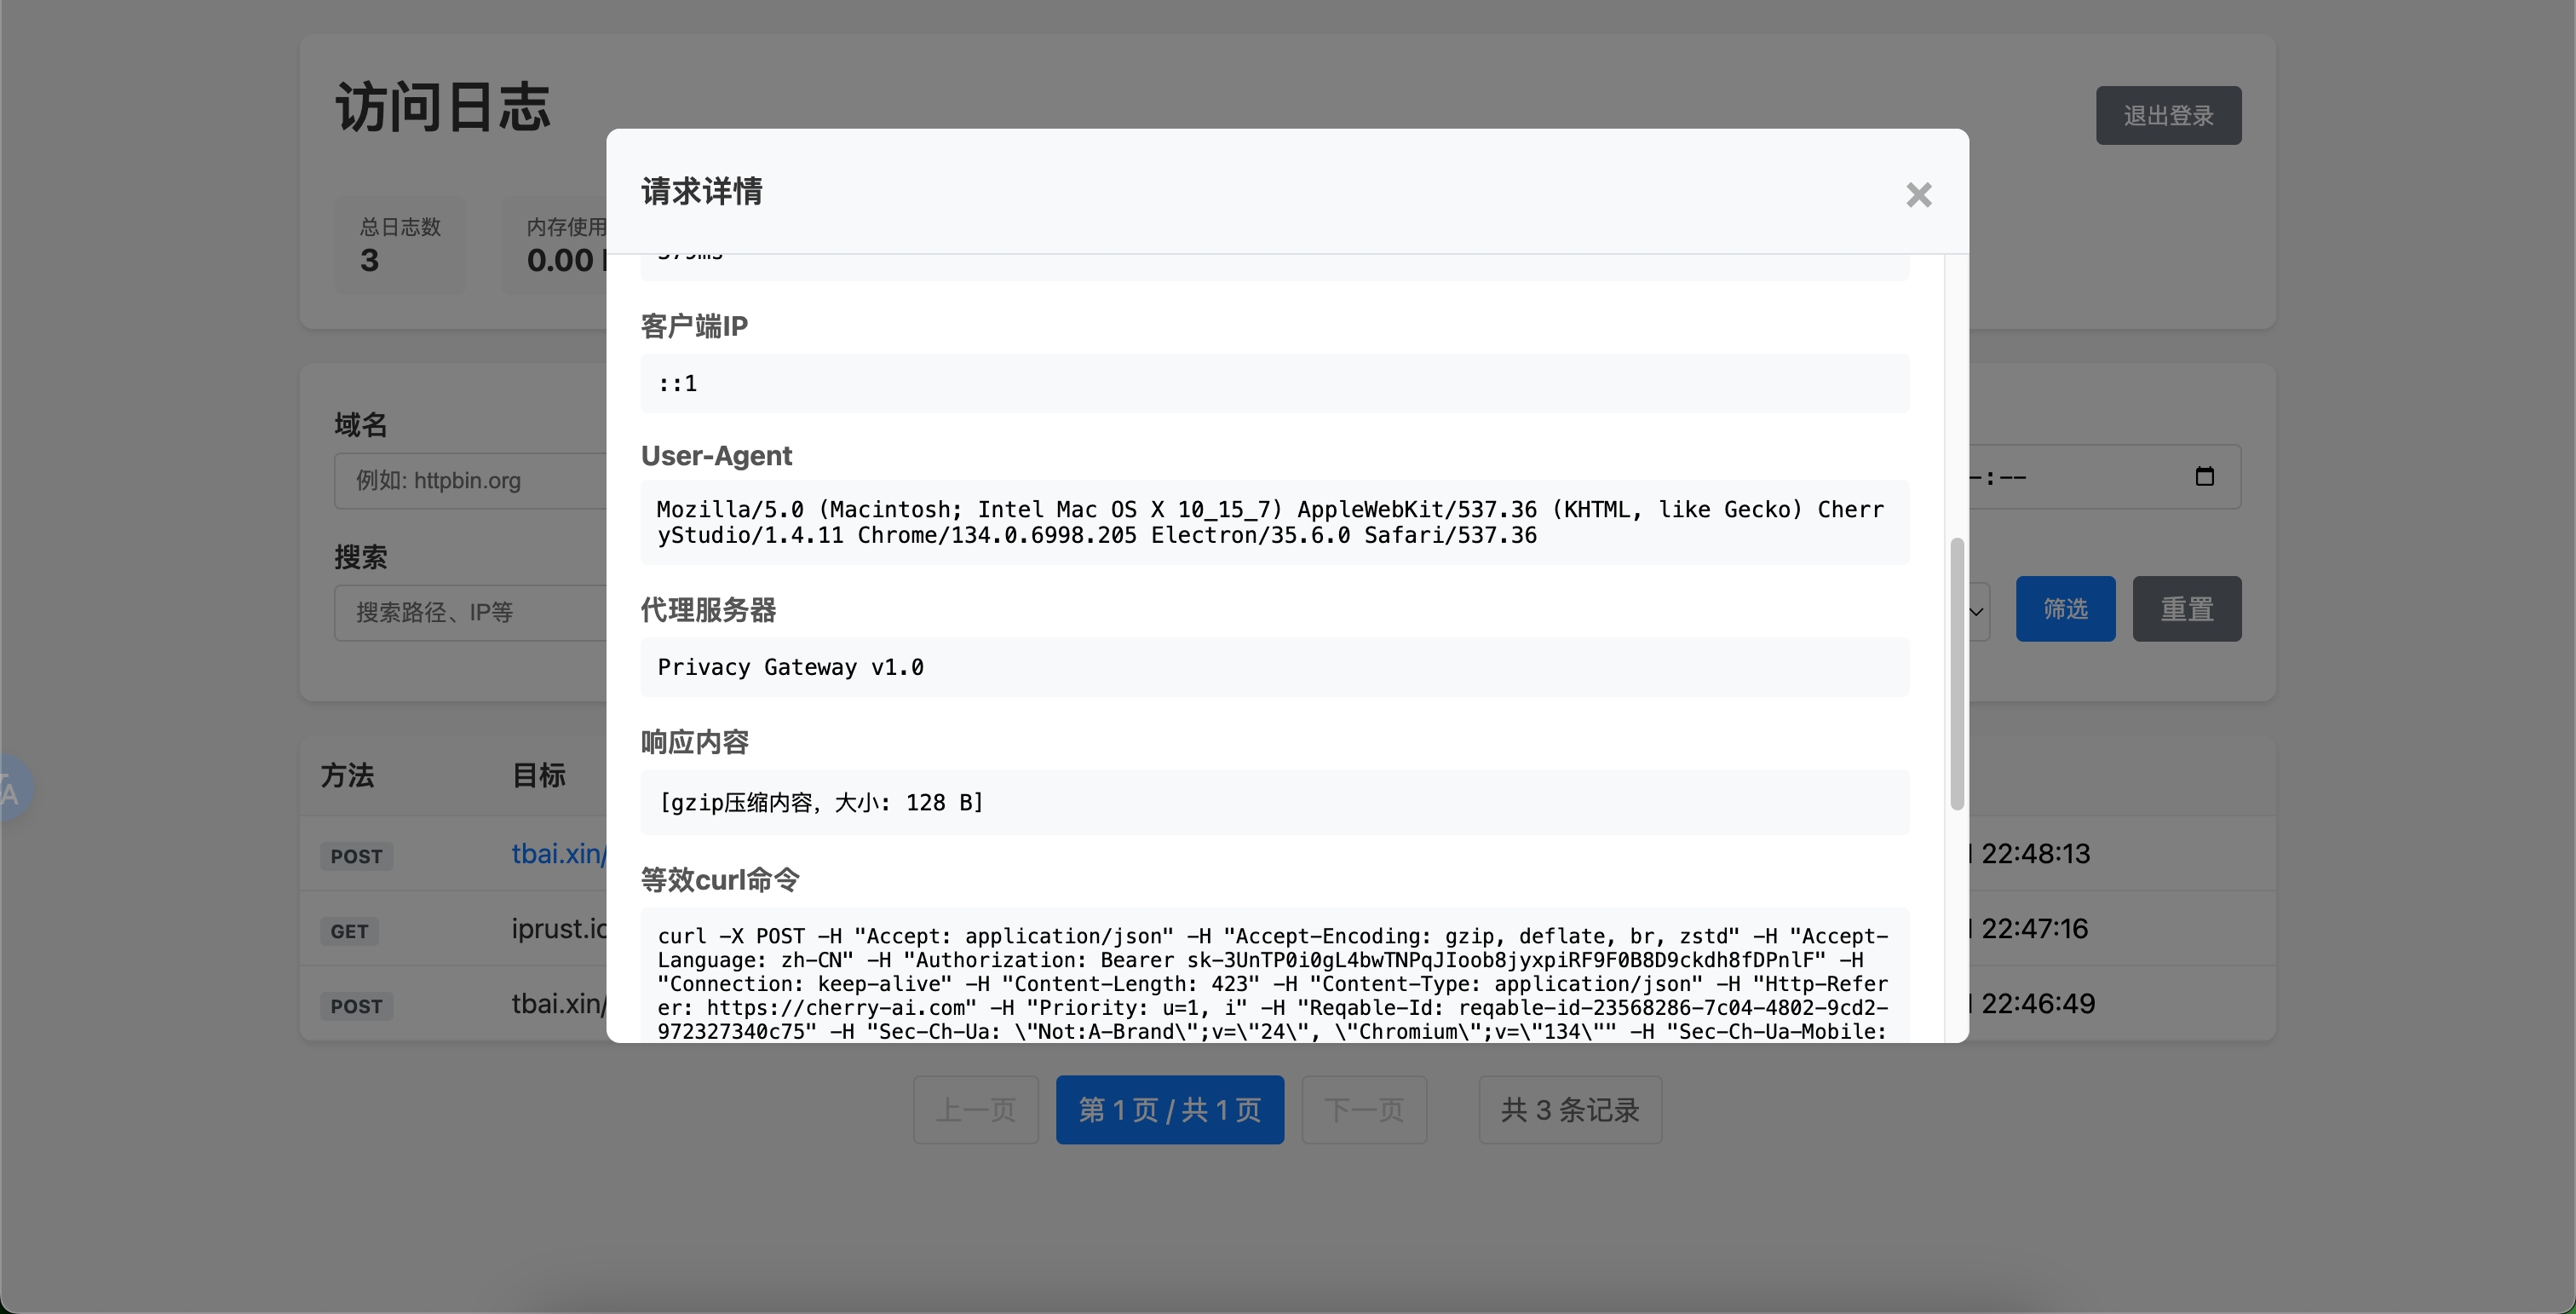 访问日志
退出登录
总日志数
3
内存使用
0.00
域名
例如: httpbin.org
搜索
搜索路径、IP等
筛选
重置
方法
目标
POST
tbai.xin/
22:48:13
GET
22:47:16
POST
tbai.xin/
22:46:49
请求详情
客户端IP
::1
User-Agent
Mozilla/5.0 (Macintosh; Intel Mac OS X 10_15_7) AppleWebKit/537.36 (KHTML, like Gecko) Cherr
yStudio/1.4.11 Chrome/134.0.6998.205 Electron/35.6.0 Safari/537.36
代理服务器
Privacy Gateway v1.0
响应内容
[gzip压缩内容，大小: 128 B]
等效curl命令
curl -X POST -H "Accept: application/json" -H "Accept-Encoding: gzip, deflate, br, zstd" -H "Accept-
Language: zh-CN" -H "Authorization: Bearer sk-3UnTP0i0gL4bwTNPqJIoob8jyxpiRF9F0B8D9ckdh8fDPnlF" -H
"Connection: keep-alive" -H "Content-Length: 423" -H "Content-Type: application/json" -H "Http-Refer
er: https://cherry-ai.com" -H "Priority: u=1, i" -H "Reqable-Id: reqable-id-23568286-7c04-4802-9cd2-
972327340c75" -H "Sec-Ch-Ua: \"Not:A-Brand\";v=\"24\", \"Chromium\";v=\"134\"" -H "Sec-Ch-Ua-Mobile:
上一页
第 1 页 / 共 1 页
下一页
共 3 条记录